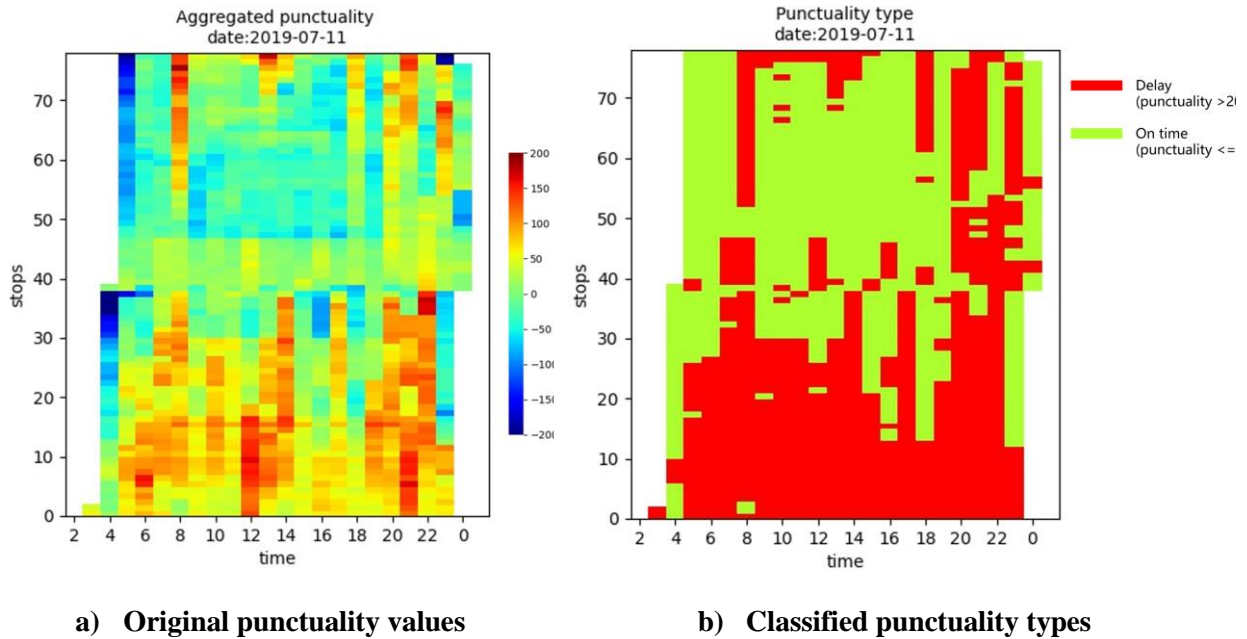 Aggregated punctuality
date:2019-07-11
70
60
50
40
30
20
10
0
stops
2 4 6 8 10 12 14 16 18 20 22 0
time
200
150
100
50
0
−50
−100
−150
−200
Punctuality type
date:2019-07-11
70
60
50
40
30
20
10
0
stops
2 4 6 8 10 12 14 16 18 20 22 0
time
Delay
(punctuality >20
On time
(punctuality <=
a) Original punctuality values
b) Classified punctuality types